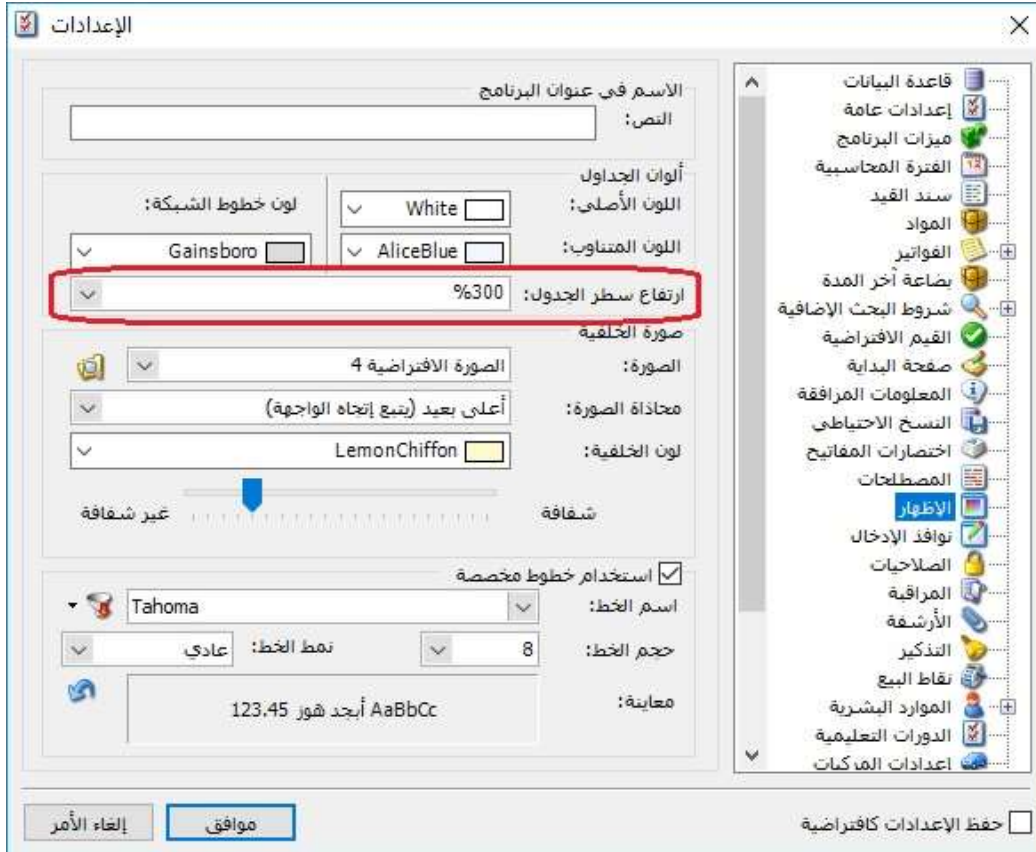 الإعدادات
الاسم في عنوان البرنامج
النص:
ألوان الجداول
اللون الأصلي: White
لون خطوط الشبكة:
اللون المتناوب: AliceBlue
Gainsboro
ارتفاع سطر الجدول: %300
صورة الخلفية
الصورة: الصورة الافتراضية 4
محاذاة الصورة: أعلى بعيد (يتبع إتجاه الواجهة)
لون الخلفية: LemonChiffon
شفافة
غير شفافة
استخدام خطوط مخصصة
اسم الخط: Tahoma
حجم الخط: 8
نمط الخط: عادي
معاينة: AaBbCc أبجد هوز 123.45
قاعدة البيانات
إعدادات عامة
ميزات البرنامج
الفترة المحاسبية
سند القيد
المواد
الفواتير
بضاعة آخر المدة
شروط البحث الإضافية
القيم الافتراضية
صفحة البداية
المعلومات المرافقة
النسخ الاحتياطي
اختصارات المفاتيح
المصطلحات
الإظهار
نوافذ الإدخال
الصلاحيات
المراقبة
الأرشفة
التذكير
نقاط البيع
الموارد البشرية
الدورات التعليمية
إعدادات المركبات
حفظ الإعدادات كافتراضية
موافق
إلغاء الأمر